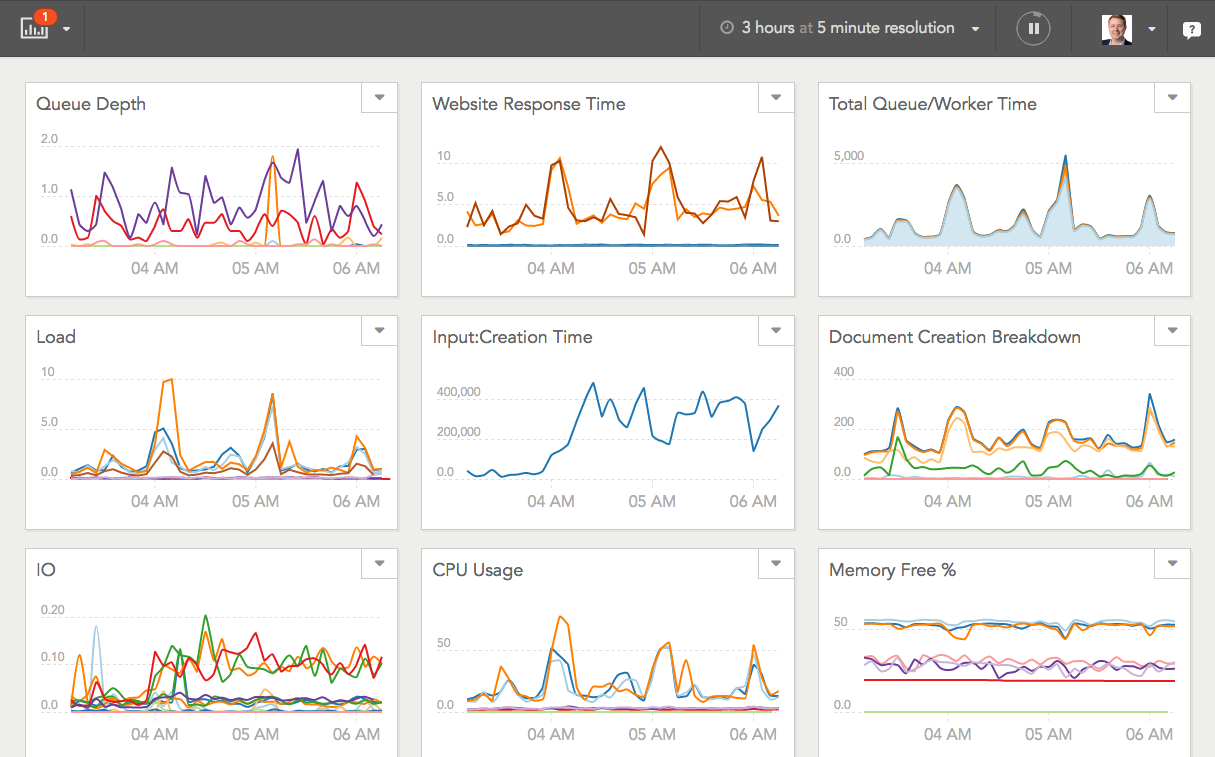 1
3 hours at 5 minute resolution
?
Queue Depth
2.0
1.0
0.0
04 AM 05 AM 06 AM
Website Response Time
10
5.0
0.0
04 AM 05 AM 06 AM
Total Queue/Worker Time
5,000
0.0
04 AM 05 AM 06 AM
Load
10
5.0
0.0
04 AM 05 AM 06 AM
Input:Creation Time
400,000
200,000
0.0
04 AM 05 AM 06 AM
Document Creation Breakdown
400
200
0.0
04 AM 05 AM 06 AM
IO
0.20
0.10
0.0
04 AM 05 AM 06 AM
CPU Usage
50
0.0
04 AM 05 AM 06 AM
Memory Free %
50
0.0
04 AM 05 AM 06 AM